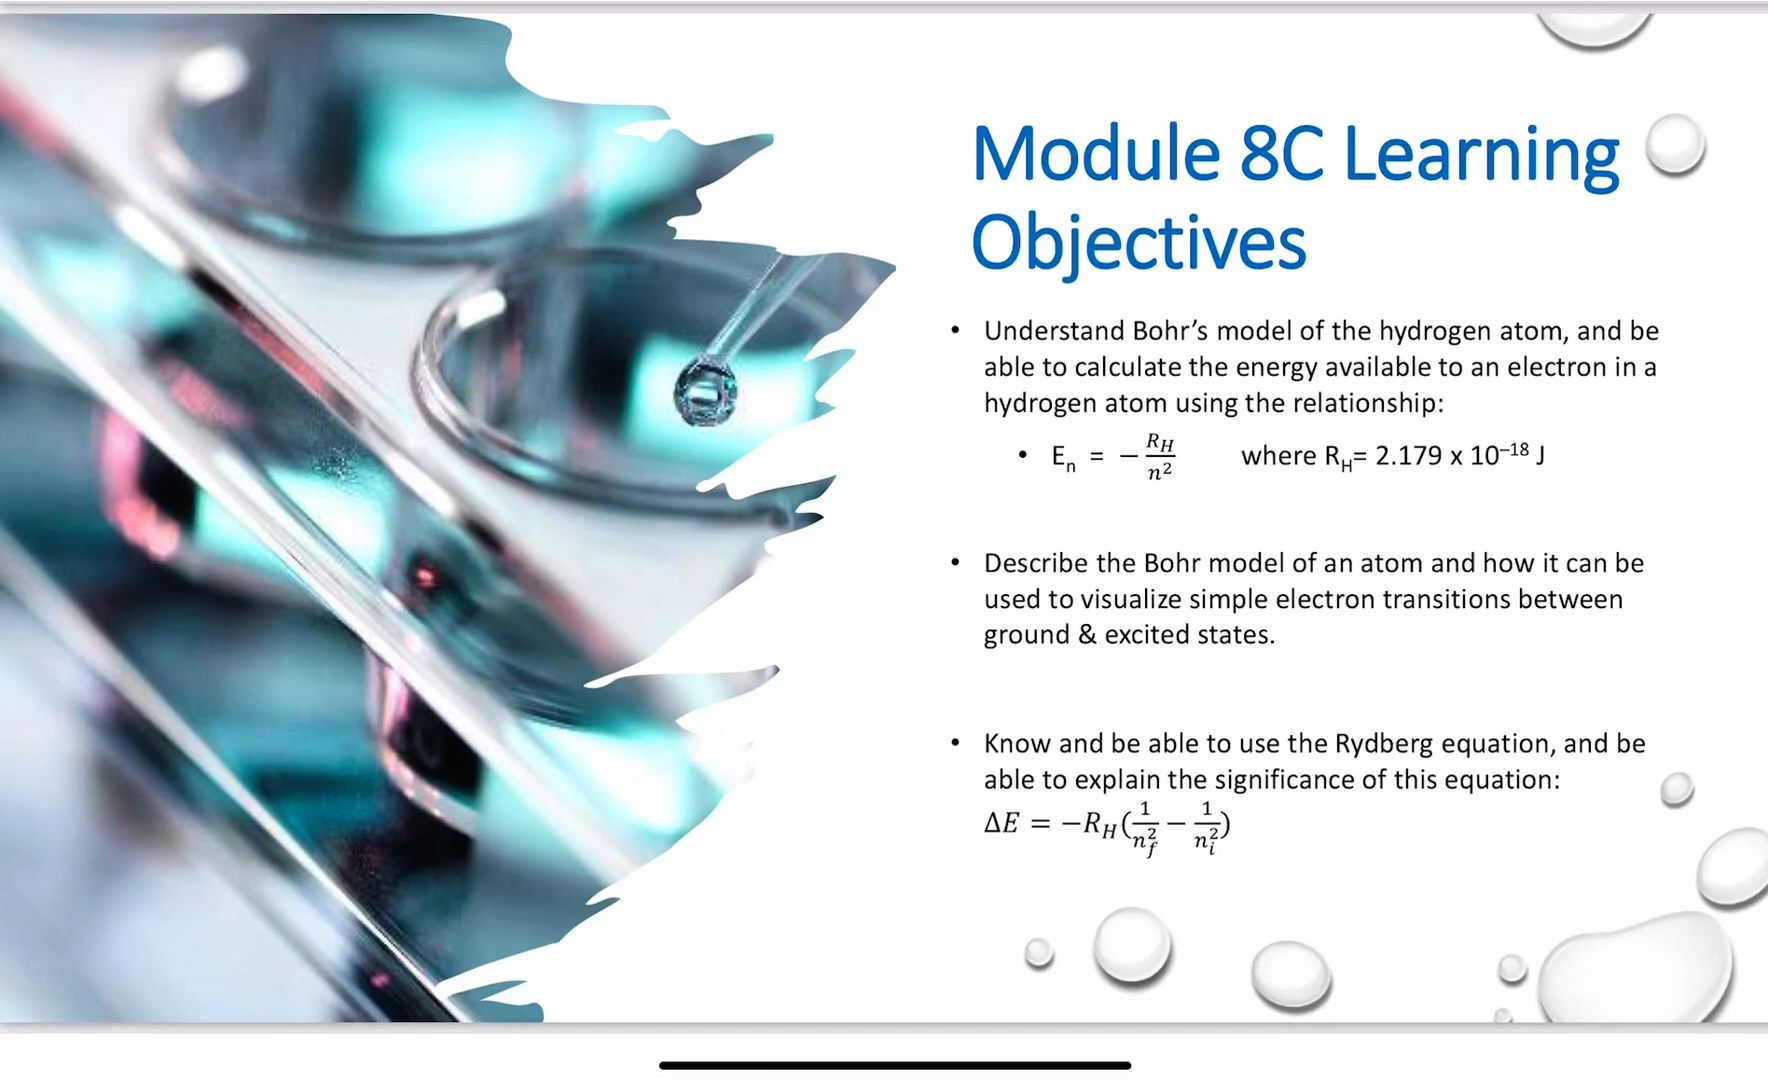 Module 8C Learning
Objectives
• Understand Bohr’s model of the hydrogen atom, and be
able to calculate the energy available to an electron in a
hydrogen atom using the relationship:
• Eₙ = −R_H/n² where R_H= 2.179 x 10⁻¹⁸ J
• Describe the Bohr model of an atom and how it can be
used to visualize simple electron transitions between
ground & excited states.
• Know and be able to use the Rydberg equation, and be
able to explain the significance of this equation:
ΔE = −R_H(1/n_f² − 1/n_i²)